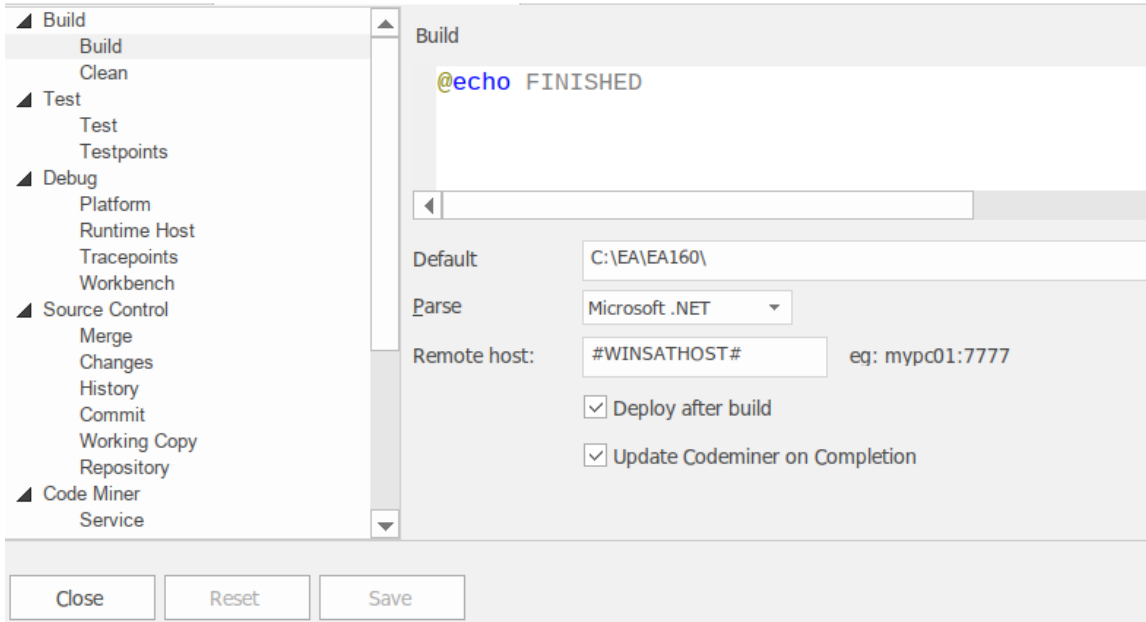 Build
Build
Clean
Test
Test
Testpoints
Debug
Platform
Runtime Host
Tracepoints
Workbench
Source Control
Merge
Changes
History
Commit
Working Copy
Repository
Code Miner
Service
Build
@echo FINISHED
Default C:\EA\EA160\
Parse Microsoft .NET
Remote host: #WINSATHOST# eg: mypc01:7777
Deploy after build
Update Codeminer on Completion
Close Reset Save